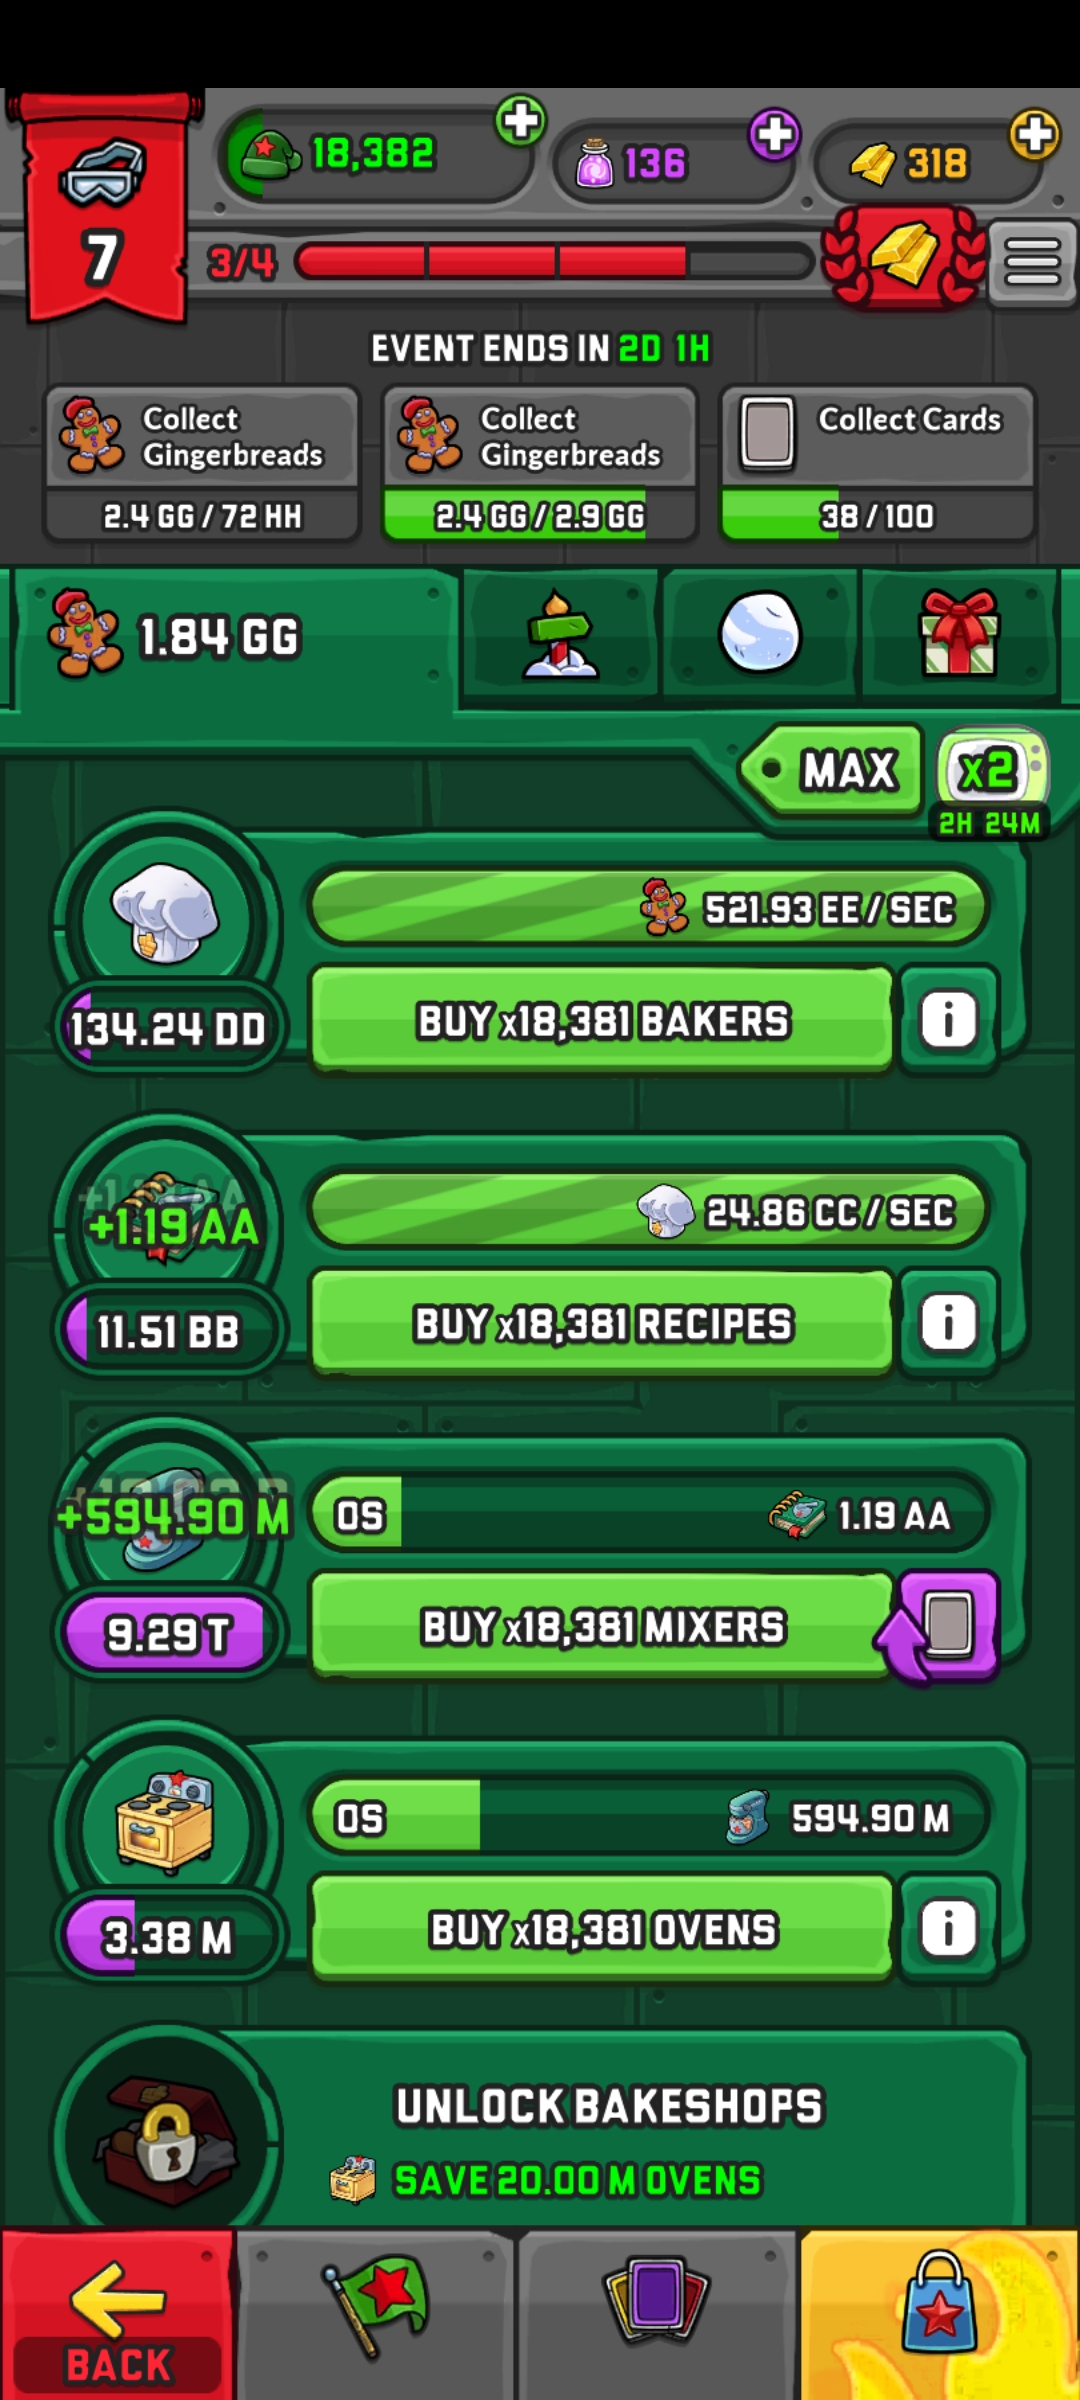 18,382
136
318
7
3/4
EVENT ENDS IN 2D 1H
Collect
Gingerbreads
2.4 GG / 72 HH
Collect
Gingerbreads
2.4 GG / 2.9 GG
Collect Cards
38 / 100
1.84 GG
MAX
x2
2H 24M
521.93 EE / SEC
134.24 DD
BUY x18,381 BAKERS
i
+1.19 AA
24.86 CC / SEC
11.51 BB
BUY x18,381 RECIPES
i
+594.90 M
0S
1.19 AA
9.29 T
BUY x18,381 MIXERS
0S
594.90 M
3.38 M
BUY x18,381 OVENS
i
UNLOCK BAKESHOPS
SAVE 20.00 M OVENS
BACK